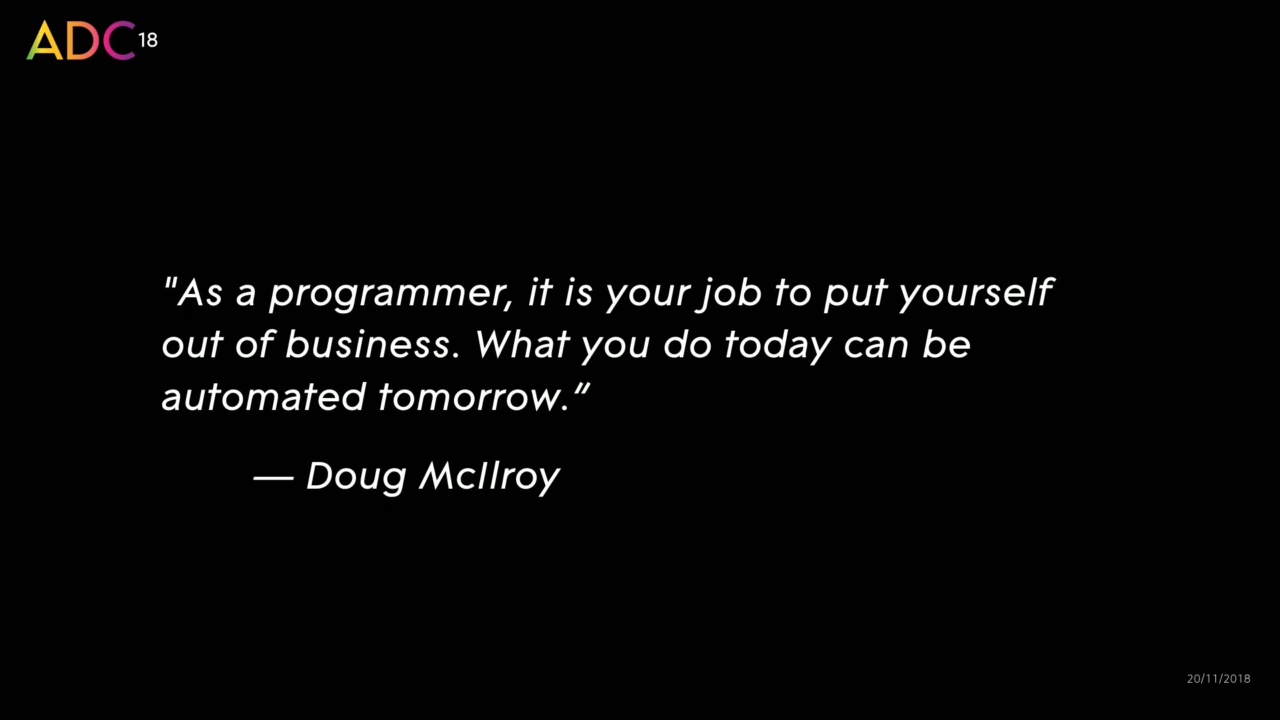 ADC18
"As a programmer, it is your job to put yourself
out of business. What you do today can be
automated tomorrow.”
— Doug McIlroy
20/11/2018